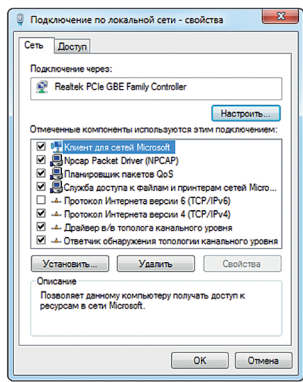 Подключение по локальной сети - свойства
Сеть Доступ
Подключение через:
Realtek PCIe GBE Family Controller
Настроить...
Отмеченные компоненты используются этим подключением:
Клиент для сетей Microsoft
Npcap Packet Driver (NPCAP)
Планировщик пакетов QoS
Служба доступа к файлам и принтерам сетей Micro...
Протокол Интернета версии 6 (TCP/IPv6)
Протокол Интернета версии 4 (TCP/IPv4)
Драйвер в/в тополога канального уровня
Ответчик обнаружения топологии канального уровня
Установить... Удалить Свойства
Описание
Позволяет данному компьютеру получать доступ к
ресурсам в сети Microsoft.
OK Отмена